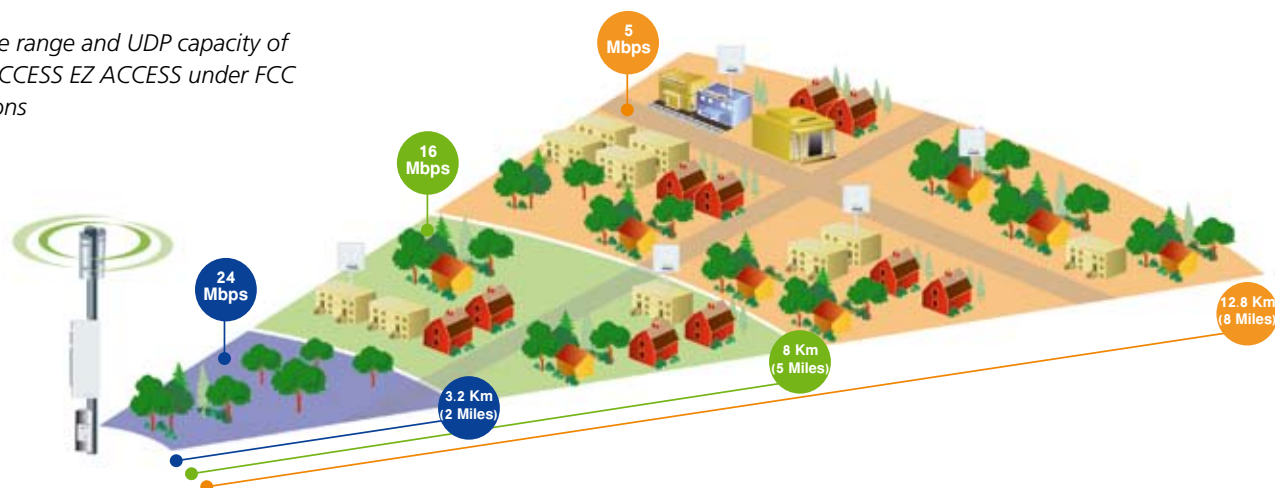 e range and UDP capacity of
CCESS EZ ACCESS under FCC
ons
5
Mbps
16
Mbps
24
Mbps
12.8 Km
(8 Miles)
8 Km
(5 Miles)
3.2 Km
(2 Miles)